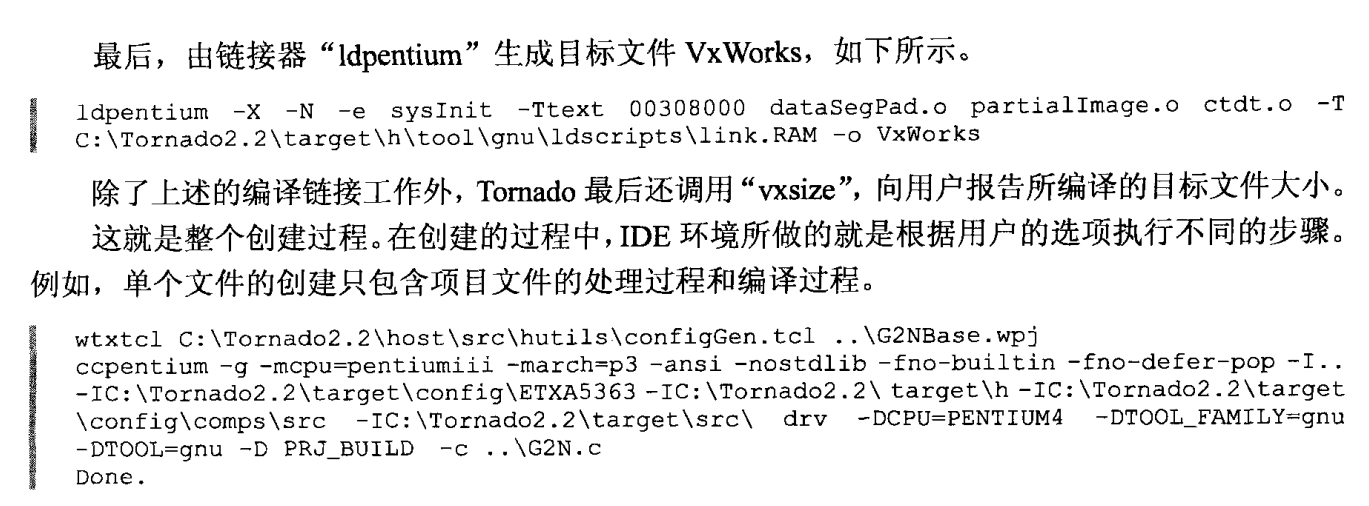 最后，由链接器“ldpentium”生成目标文件 VxWorks，如下所示。
ldpentium -X -N -e sysInit -Ttext 00308000 dataSegPad.o partialImage.o ctdt.o -T
C:\Tornado2.2\target\h\tool\gnu\ldscripts\link.RAM -o VxWorks
除了上述的编译链接工作外，Tornado 最后还调用“vxsize”，向用户报告所编译的目标文件大小。
这就是整个创建过程。在创建的过程中，IDE 环境所做的就是根据用户的选项执行不同的步骤。
例如，单个文件的创建只包含项目文件的处理过程和编译过程。
wtxtcl C:\Tornado2.2\host\src\hutils\configGen.tcl ..\G2NBase.wpj
ccpentium -g -mcpu=pentiumiii -march=p3 -ansi -nostdlib -fno-builtin -fno-defer-pop -I..
-IC:\Tornado2.2\target\config\ETXA5363 -IC:\Tornado2.2\ target\h -IC:\Tornado2.2\target
\config\comps\src -IC:\Tornado2.2\target\src\ drv -DCPU=PENTIUM4 -DTOOL_FAMILY=gnu
-DTOOL=gnu -D PRJ_BUILD -c ..\G2N.c
Done.